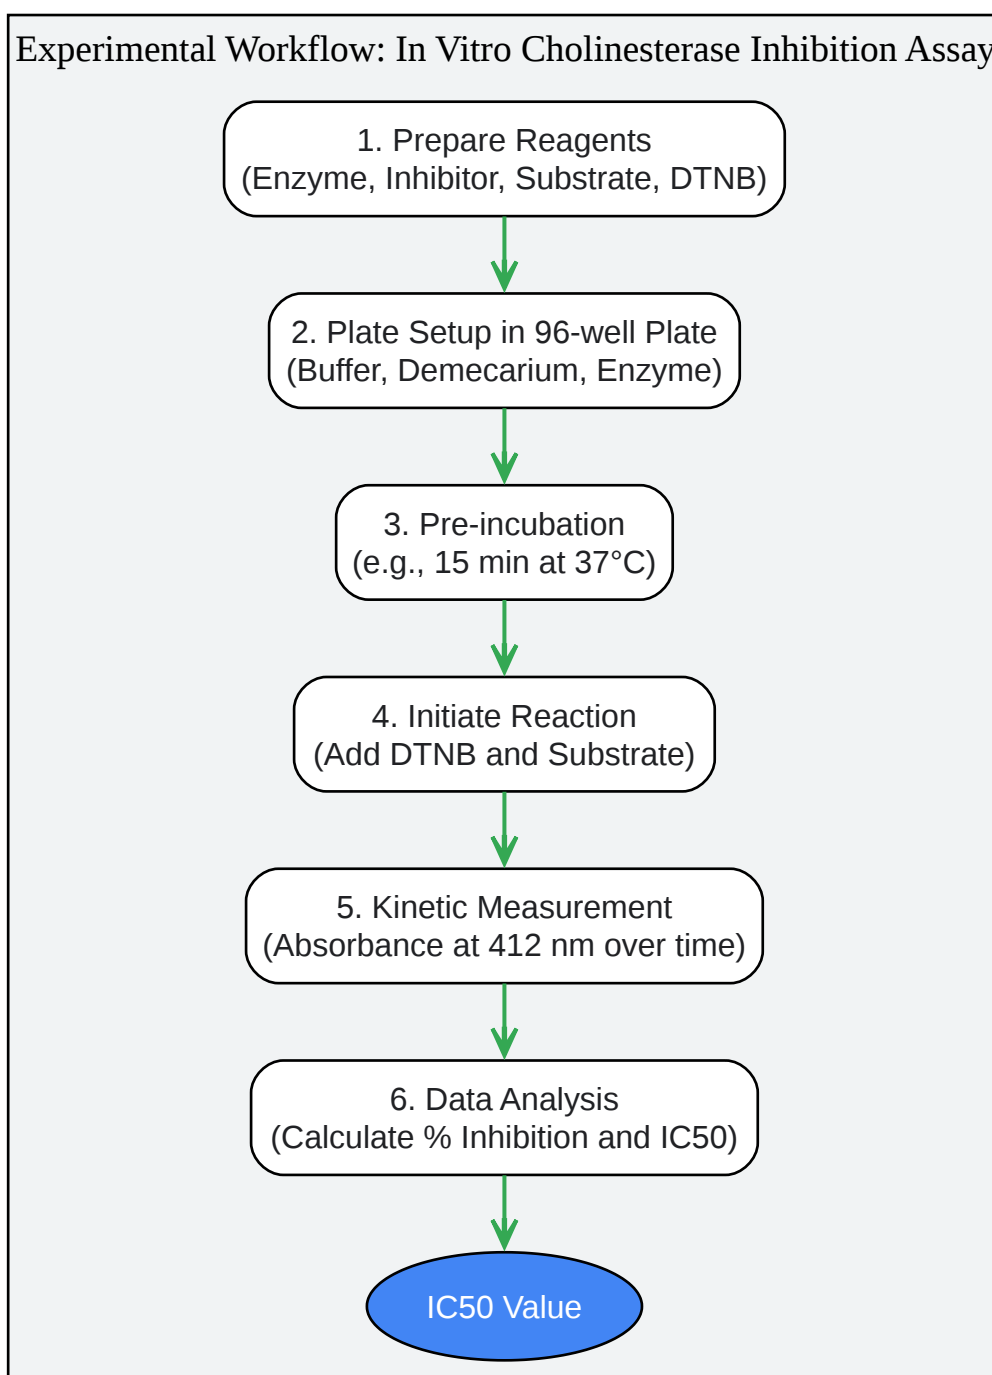 Experimental Workflow: In Vitro Cholinesterase Inhibition Assay
1. Prepare Reagents
(Enzyme, Inhibitor, Substrate, DTNB)
2. Plate Setup in 96-well Plate
(Buffer, Demecarium, Enzyme)
3. Pre-incubation
(e.g., 15 min at 37°C)
4. Initiate Reaction
(Add DTNB and Substrate)
5. Kinetic Measurement
(Absorbance at 412 nm over time)
6. Data Analysis
(Calculate % Inhibition and IC50)
IC50 Value